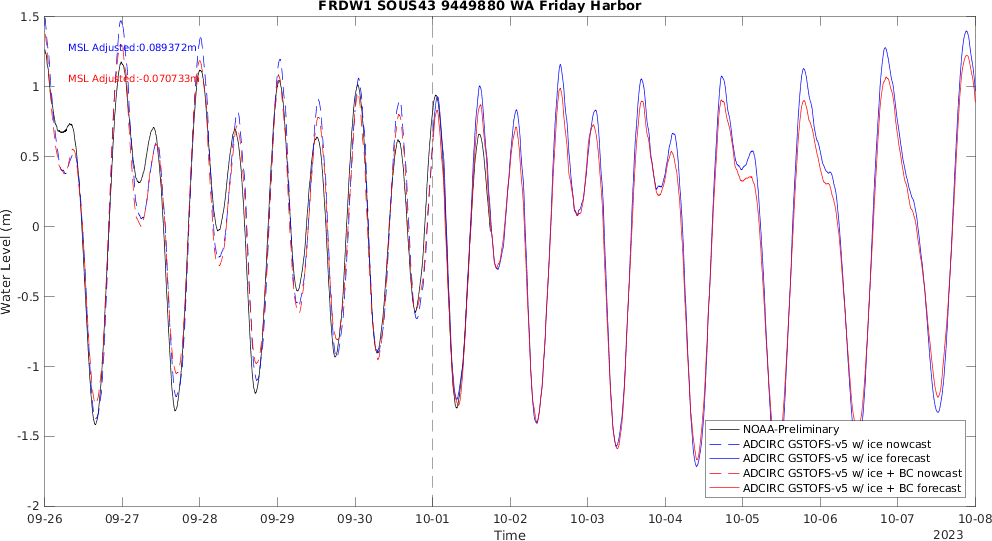 FRDW1 SOUS43 9449880 WA Friday Harbor
MSL Adjusted:0.089372m
MSL Adjusted:-0.070733m
Water Level (m)
1.5
1
0.5
0
-0.5
-1
-1.5
-2
NOAA-Preliminary
ADCIRC GSTOFS-v5 w/ ice nowcast
ADCIRC GSTOFS-v5 w/ ice forecast
ADCIRC GSTOFS-v5 w/ ice + BC nowcast
ADCIRC GSTOFS-v5 w/ ice + BC forecast
09-26 09-27 09-28 09-29 09-30 10-01 10-02 10-03 10-04 10-05 10-06 10-07 10-08
Time
2023